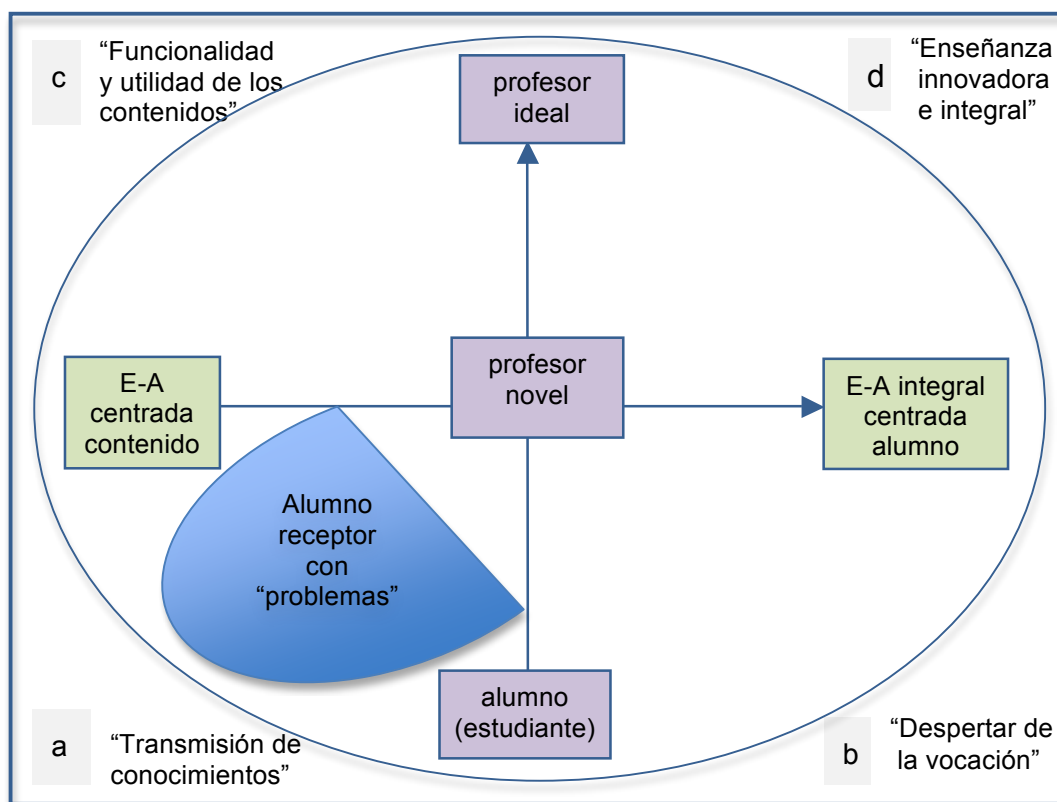 c
“Funcionalidad
y utilidad de los
contenidos”
profesor
ideal
d
“Enseñanza
innovadora
e integral”
E-A
centrada
contenido
profesor
novel
E-A integral
centrada
alumno
Alumno
receptor
con
“problemas”
alumno
(estudiante)
a
“Transmisión de
conocimientos”
b
“Despertar de
la vocación”